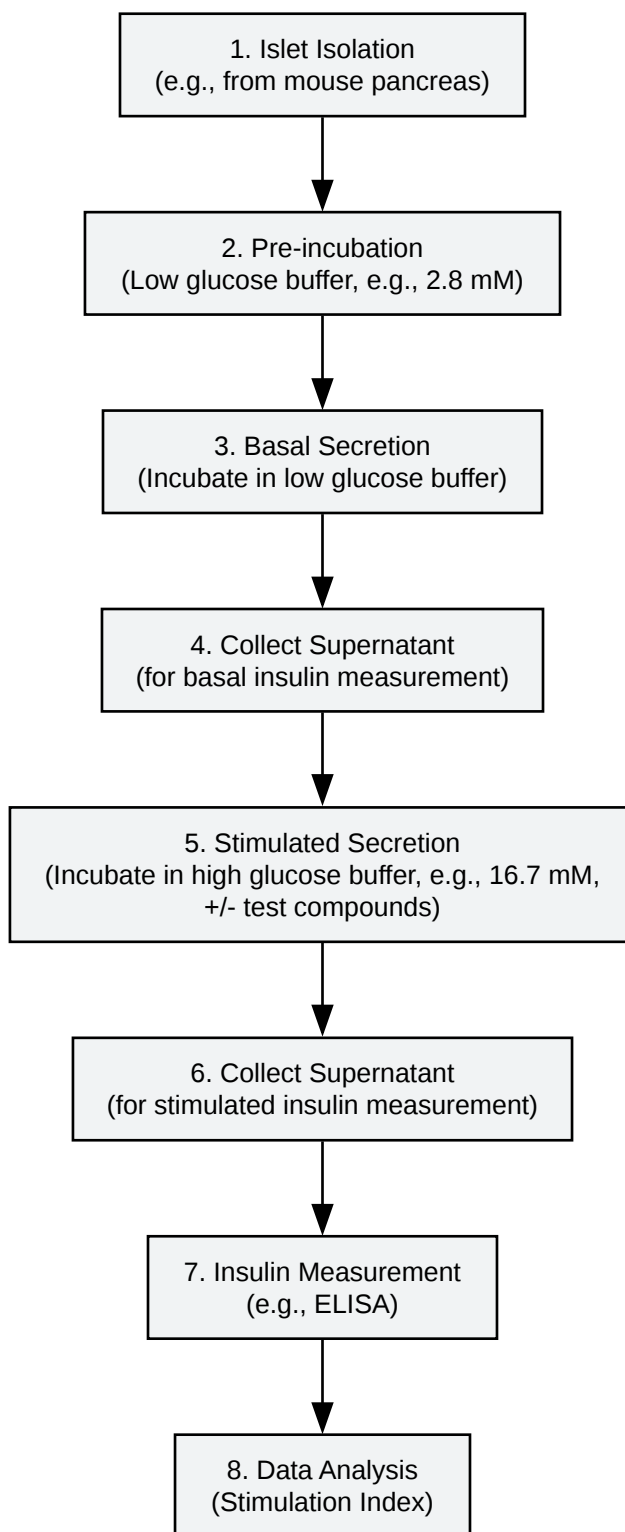 1. Islet Isolation
(e.g., from mouse pancreas)
2. Pre-incubation
(Low glucose buffer, e.g., 2.8 mM)
3. Basal Secretion
(Incubate in low glucose buffer)
4. Collect Supernatant
(for basal insulin measurement)
5. Stimulated Secretion
(Incubate in high glucose buffer, e.g., 16.7 mM,
+/- test compounds)
6. Collect Supernatant
(for stimulated insulin measurement)
7. Insulin Measurement
(e.g., ELISA)
8. Data Analysis
(Stimulation Index)